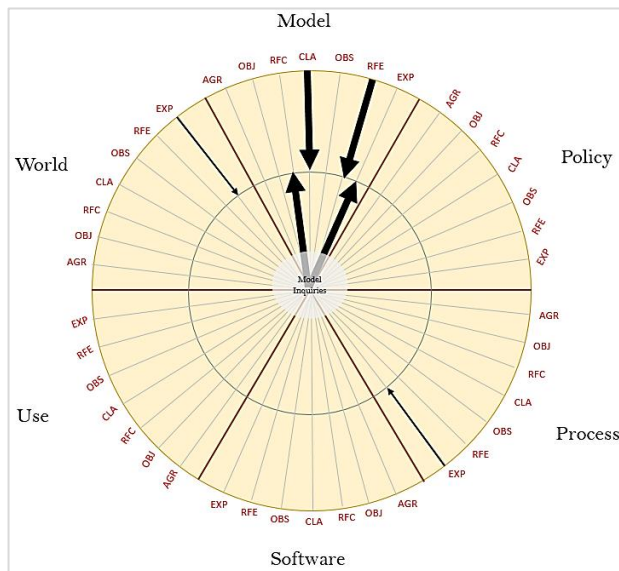 Model
AGR
OBJ
RFC
CLA
OBS
RFE
EXP
Policy
AGR
OBJ
RFC
CLA
OBS
RFE
EXP
Process
AGR
OBJ
RFC
CLA
OBS
RFE
EXP
Software
AGR
OBJ
RFC
CLA
OBS
RFE
EXP
Use
AGR
OBJ
RFC
CLA
OBS
RFE
EXP
World
AGR
OBJ
RFC
CLA
OBS
RFE
EXP
Model
Inquiries